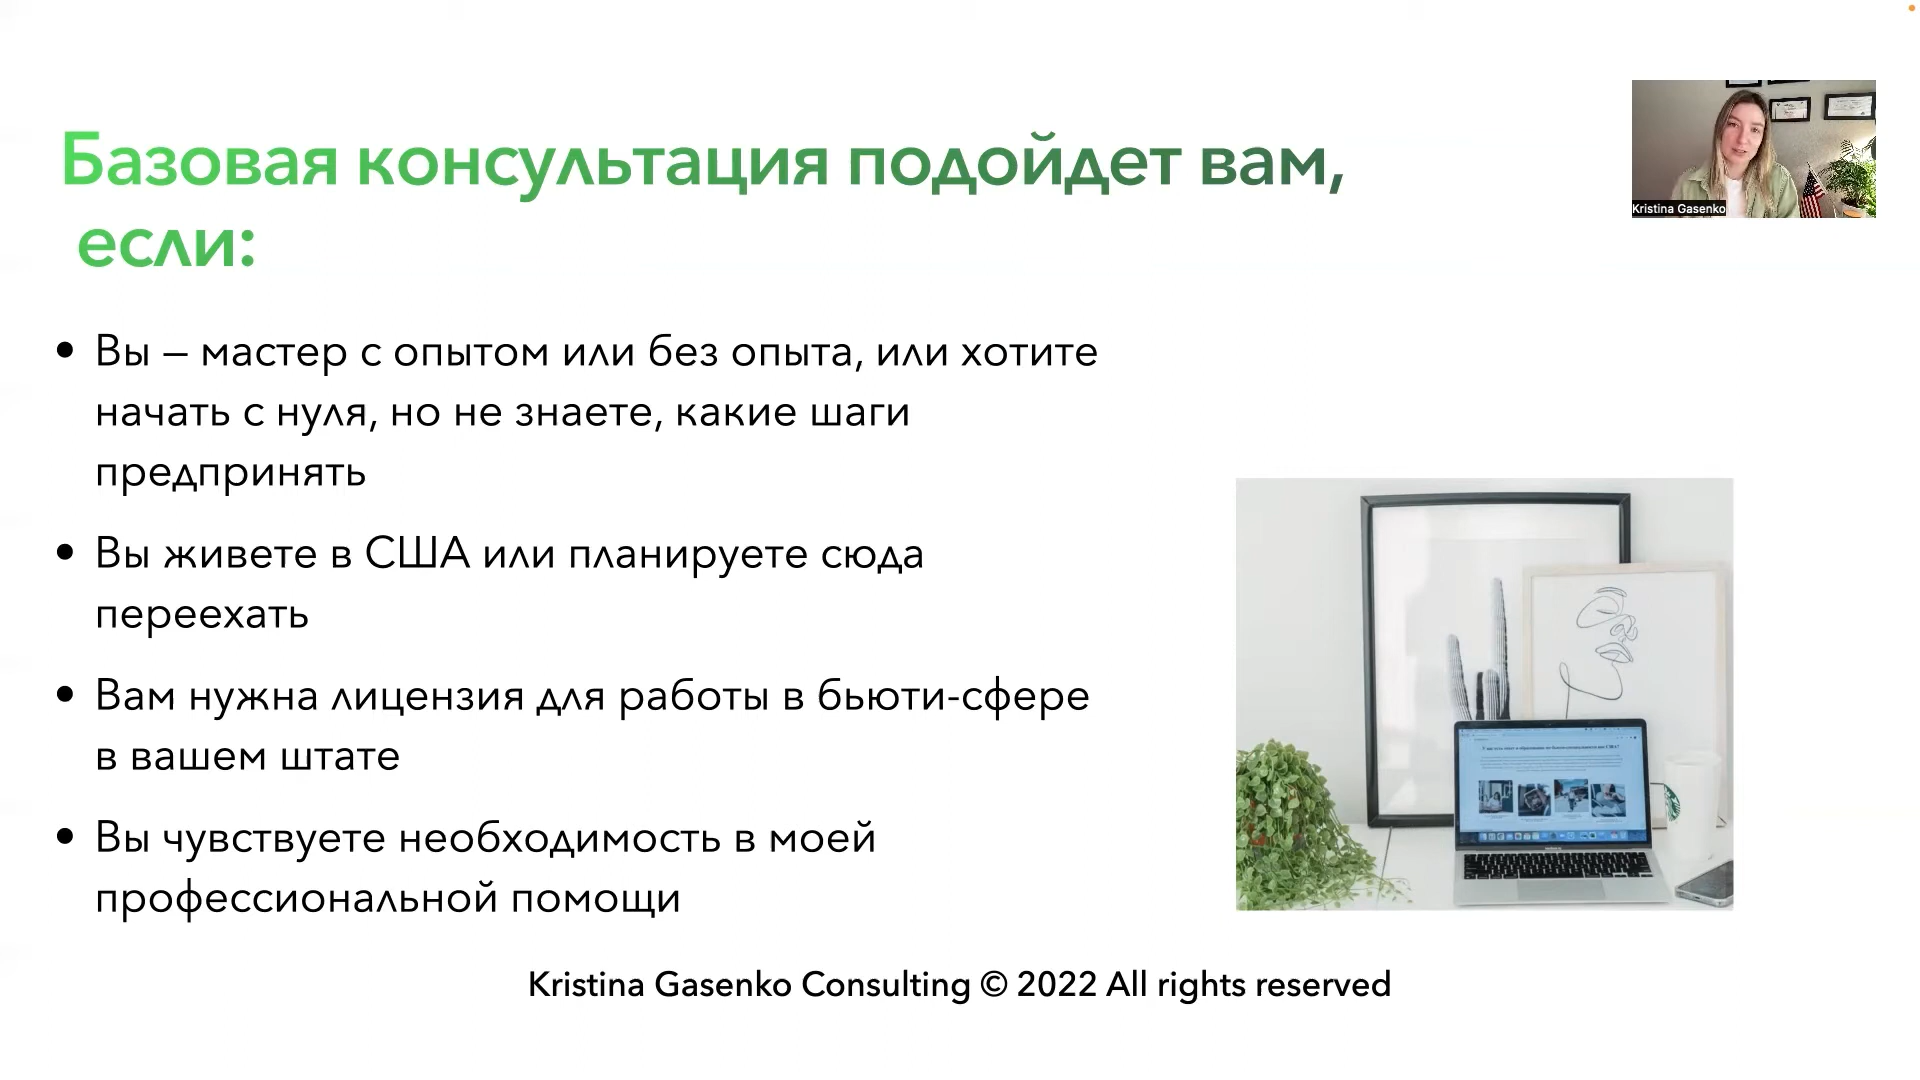 Базовая консультация подойдет вам,
если:
Kristina Gasenko
• Вы – мастер с опытом или без опыта, или хотите
начать с нуля, но не знаете, какие шаги
предпринять
• Вы живете в США или планируете сюда
переехать
• Вам нужна лицензия для работы в бьюти-сфере
в вашем штате
• Вы чувствуете необходимость в моей
профессиональной помощи
Kristina Gasenko Consulting © 2022 All rights reserved